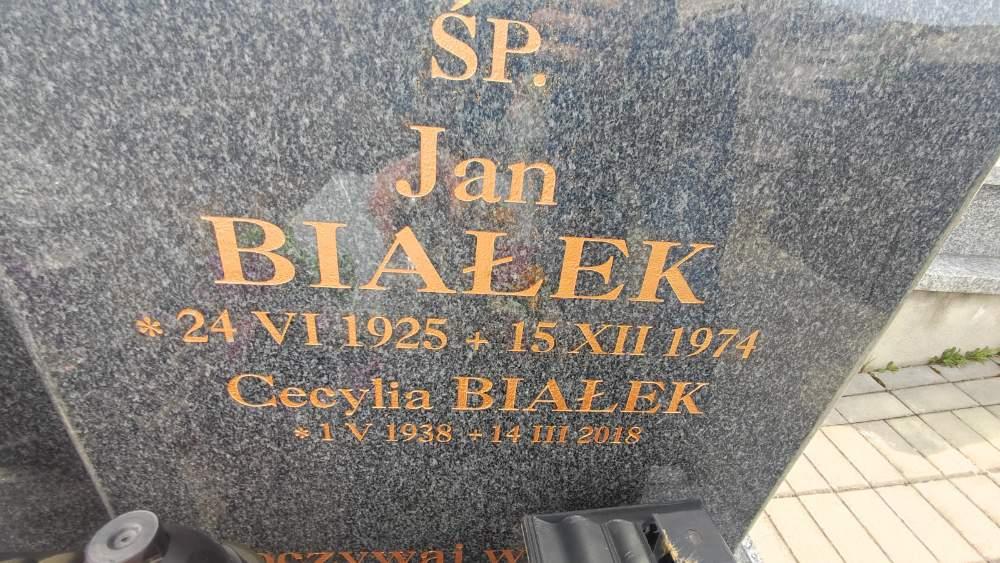 ŚP.
Jan
BIAŁEK
* 24 VI 1925 + 15 XII 1974
Cecylia BIAŁEK
* 1 V 1938 + 14 III 2018